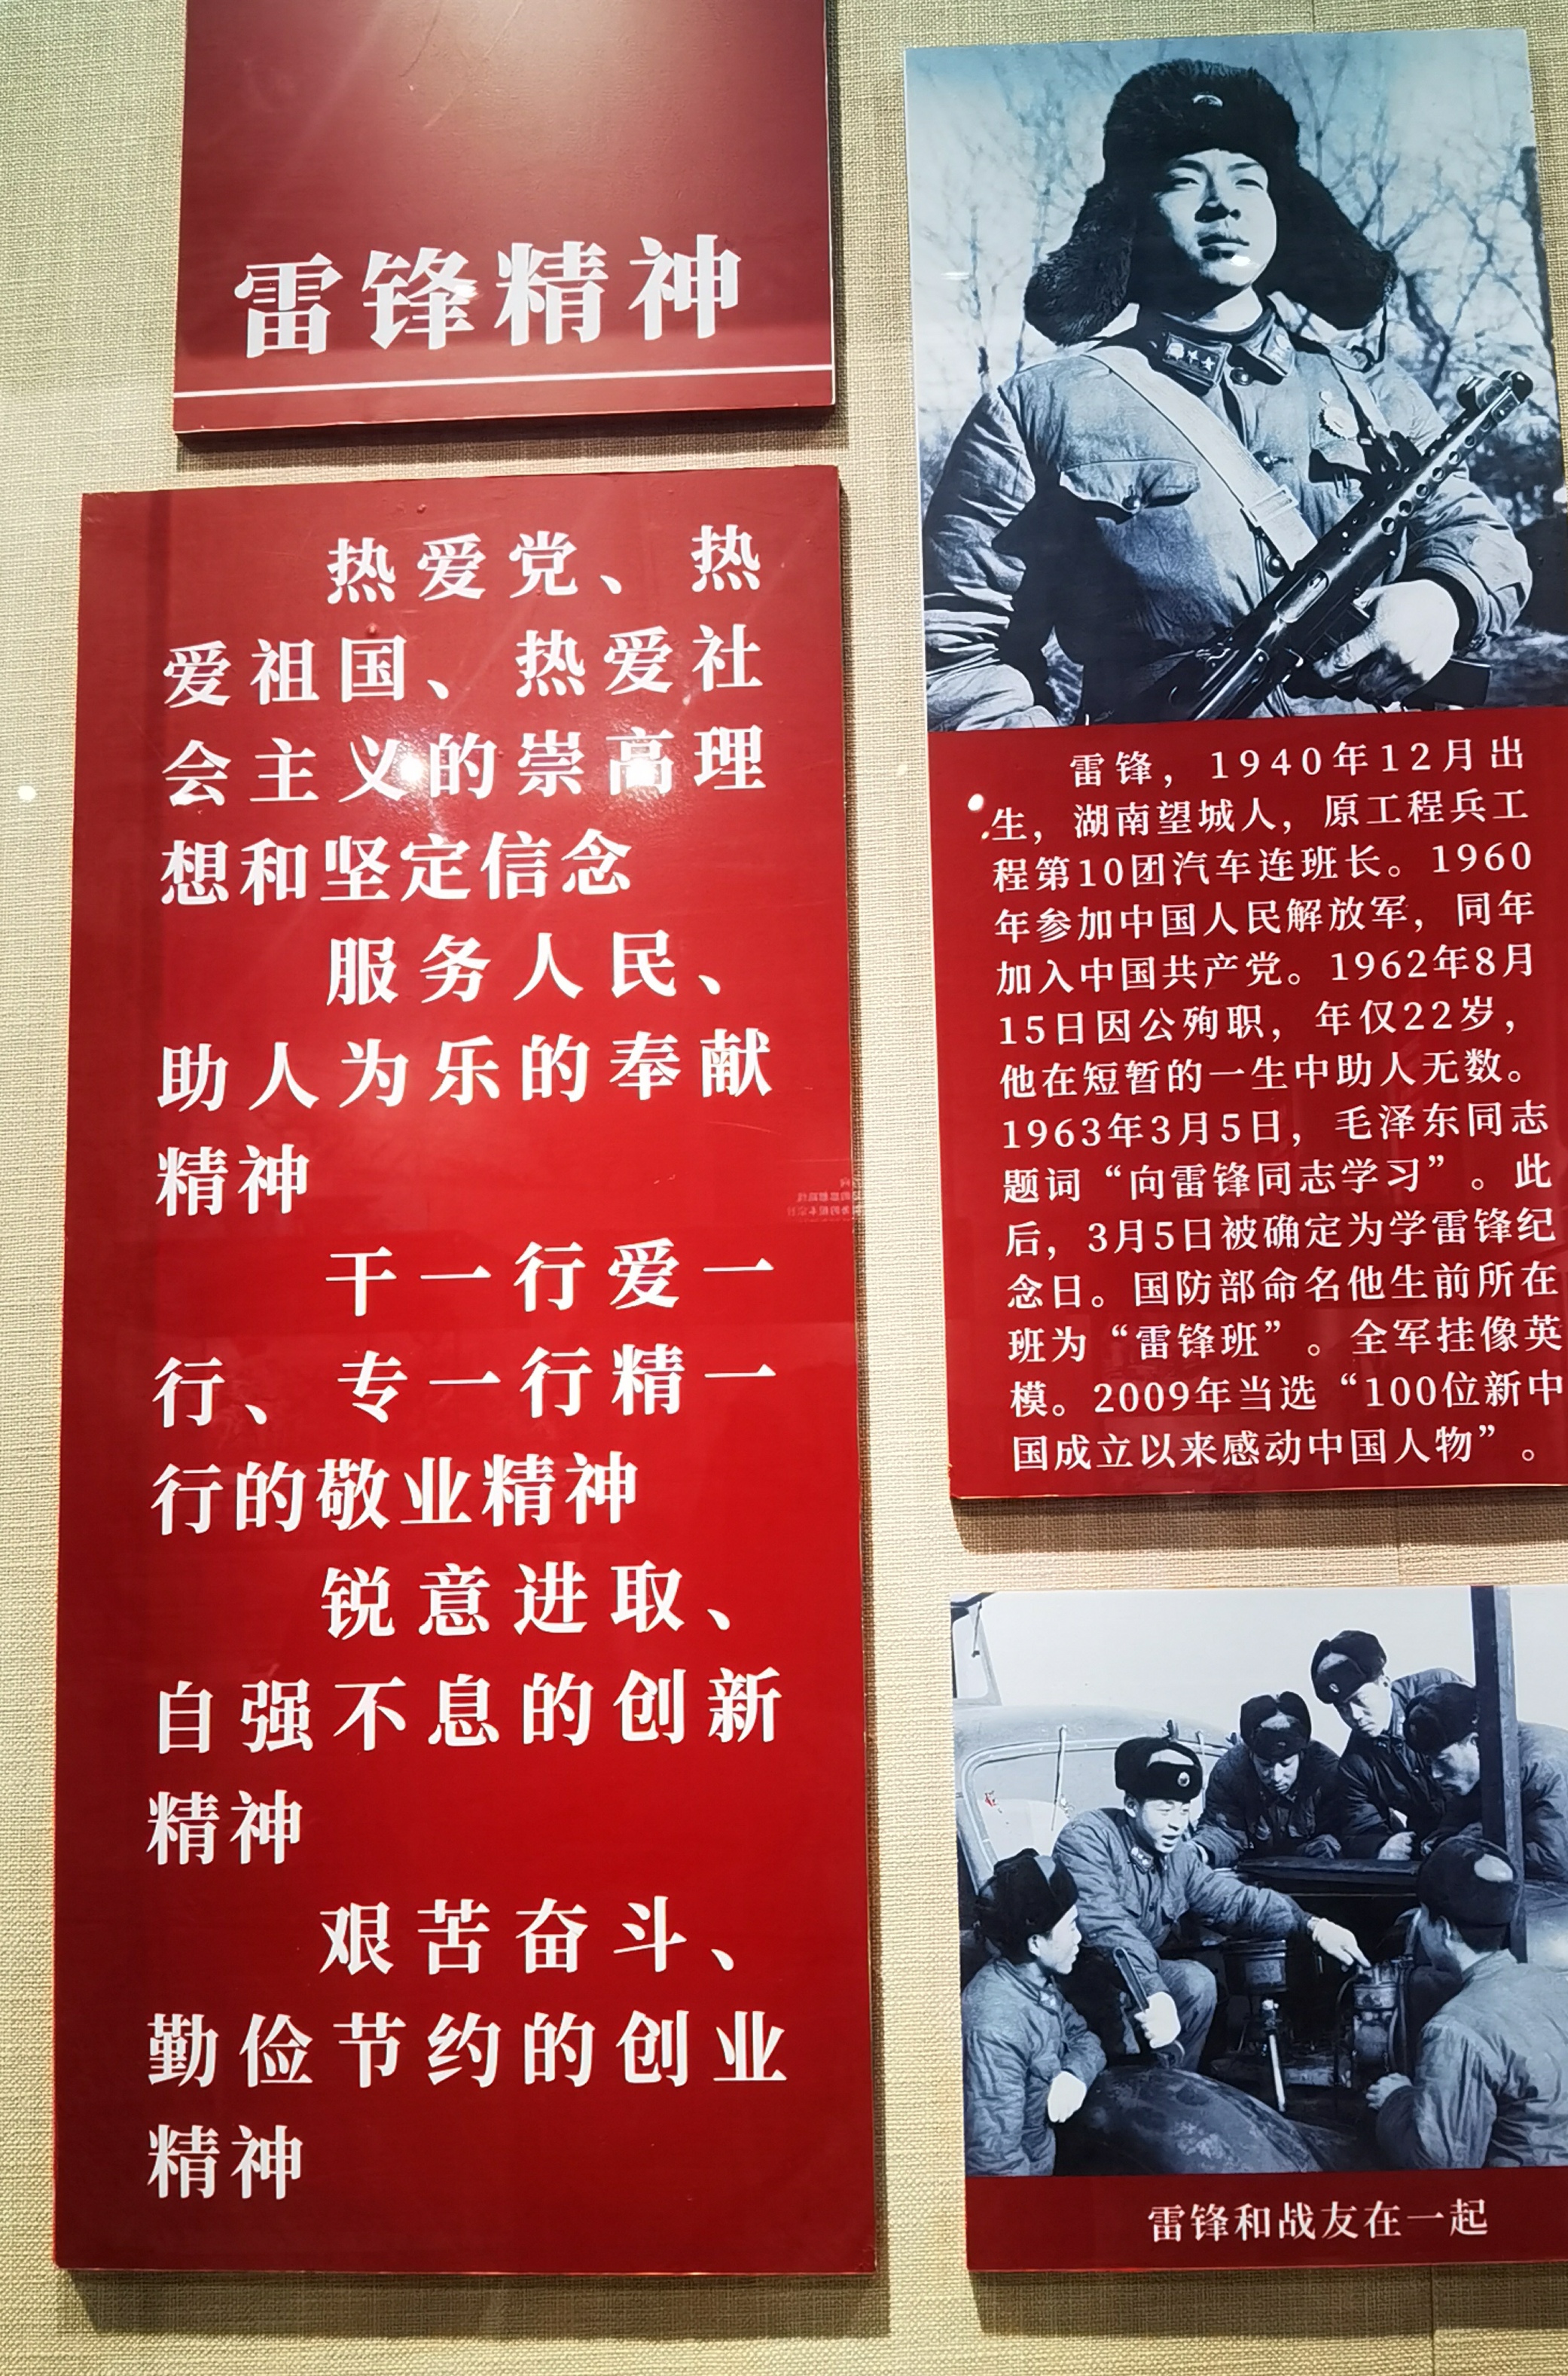 雷锋精神
热爱党、热
爱祖国、热爱社
会主义的崇高理
想和坚定信念
服务人民、
助人为乐的奉献
精神
干一行爱一
行、专一行精一
行的敬业精神
锐意进取、
自强不息的创新
精神
艰苦奋斗、
勤俭节约的创业
精神
雷锋，1940年12月出
生，湖南望城人，原工程兵工
程第10团汽车连班长。1960
年参加中国人民解放军，同年
加入中国共产党。1962年8月
15日因公殉职，年仅22岁，
他在短暂的一生中助人无数。
1963年3月5日，毛泽东同志
题词“向雷锋同志学习”。此
后，3月5日被确定为学雷锋纪
念日。国防部命名他生前所在
班为“雷锋班”。全军挂像英
模。2009年当选“100位新中
国成立以来感动中国人物”。
雷锋和战友在一起